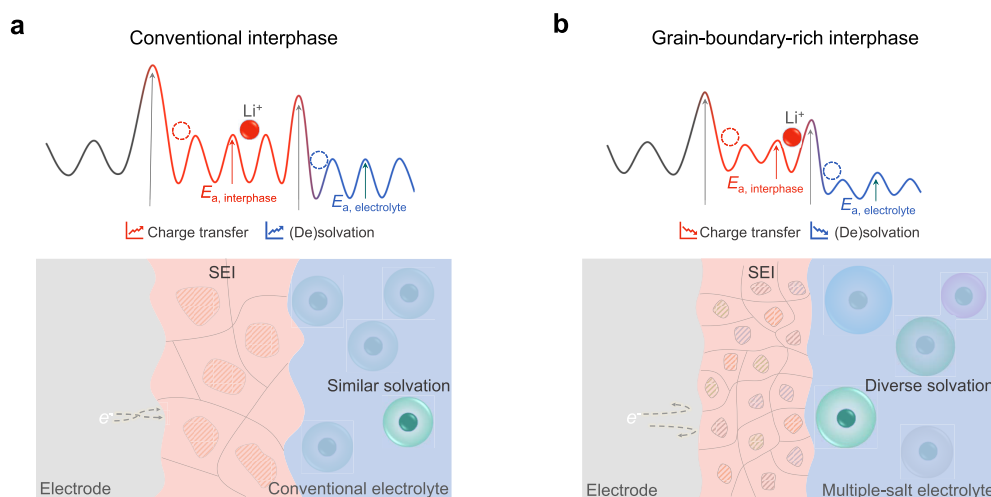 a
Conventional interphase
Li+
Ea, interphase
Ea, electrolyte
Charge transfer
(De)solvation
SEI
Similar solvation
e-
Electrode
Conventional electrolyte
b
Grain-boundary-rich interphase
Li+
Ea, interphase
Ea, electrolyte
Charge transfer
(De)solvation
SEI
Diverse solvation
e-
Electrode
Multiple-salt electrolyte